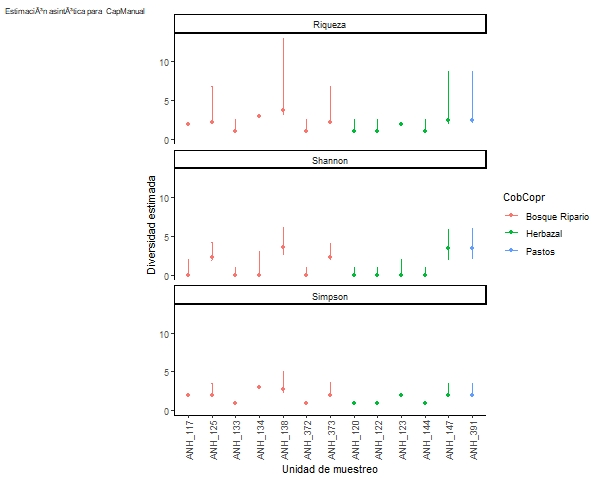 EstimaciÃ³n asintÃ³tica para CapManual
Riqueza
10
5
0
Shannon
10
5
0
Simpson
10
5
0
Diversidad estimada
ANH_117
ANH_125
ANH_133
ANH_134
ANH_138
ANH_372
ANH_373
ANH_120
ANH_122
ANH_123
ANH_144
ANH_147
ANH_391
Unidad de muestreo
CobCopr
Bosque Ripario
Herbazal
Pastos